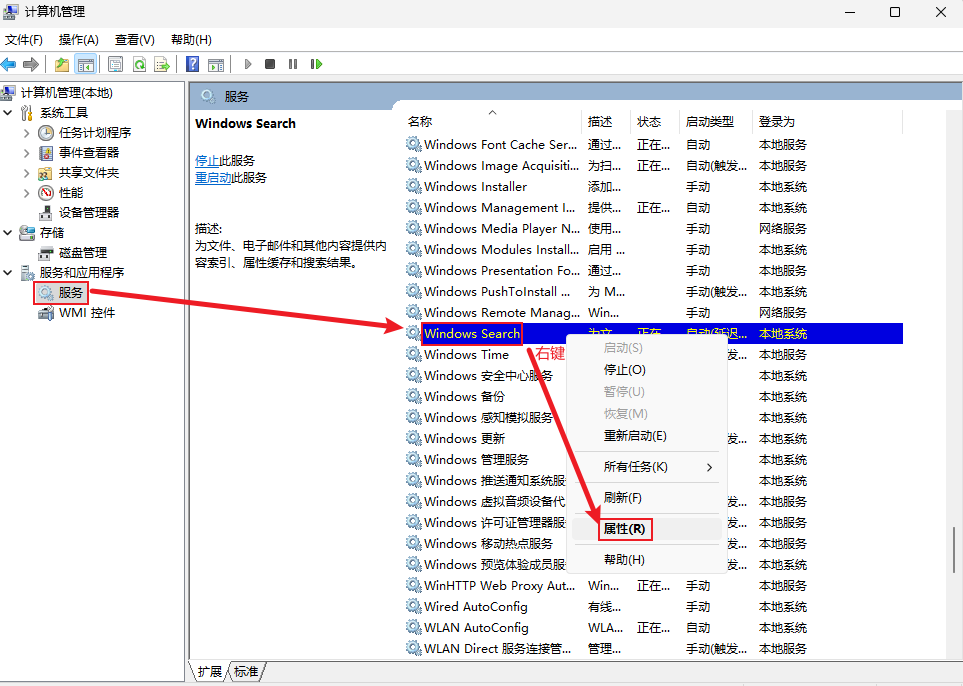 计算机管理
文件(F) 操作(A) 查看(V) 帮助(H)
计算机管理(本地)
系统工具
任务计划程序
事件查看器
共享文件夹
性能
设备管理器
存储
磁盘管理
服务和应用程序
服务
WMI 控件
服务
Windows Search
停止此服务
重启动此服务
描述:
为文件、电子邮件和其他内容提供内
容索引、属性缓存和搜索结果。
名称 描述 状态 启动类型 登录为
Windows Font Cache Ser... 通过... 正在... 自动 本地服务
Windows Image Acquisiti... 为扫... 正在... 自动(触发... 本地服务
Windows Installer 添加... 手动 本地系统
Windows Management I... 提供... 正在... 自动 本地系统
Windows Media Player N... 使用... 手动 网络服务
Windows Modules Install... 启用 ... 手动 本地系统
Windows Presentation Fo... 通过... 手动 本地服务
Windows PushToInstall ... 为 M... 手动(触发... 本地系统
Windows Remote Manag... Win... 手动 网络服务
Windows Search 为文... 正在... 自动(延迟... 本地系统
Windows Time 发... 本地服务
Windows 安全中心服务 本地系统
Windows 备份 本地系统
Windows 感知模拟服务 本地系统
Windows 更新 发... 本地系统
Windows 管理服务 本地系统
Windows 推送通知系统服 本地系统
Windows 虚拟音频设备代 发... 本地服务
Windows 许可证管理器服 发... 本地服务
Windows 移动热点服务 发... 本地服务
Windows 预览体验成员服 发... 本地系统
WinHTTP Web Proxy Aut... Win... 正在... 手动 本地服务
Wired AutoConfig 有线... 手动 本地系统
WLAN AutoConfig WLA... 正在... 自动 本地系统
WLAN Direct 服务连接管... 管理... 手动(触发... 本地服务
右键
启动(S)
停止(O)
暂停(U)
恢复(M)
重新启动(E)
所有任务(K)
刷新(F)
属性(R)
帮助(H)
扩展 标准